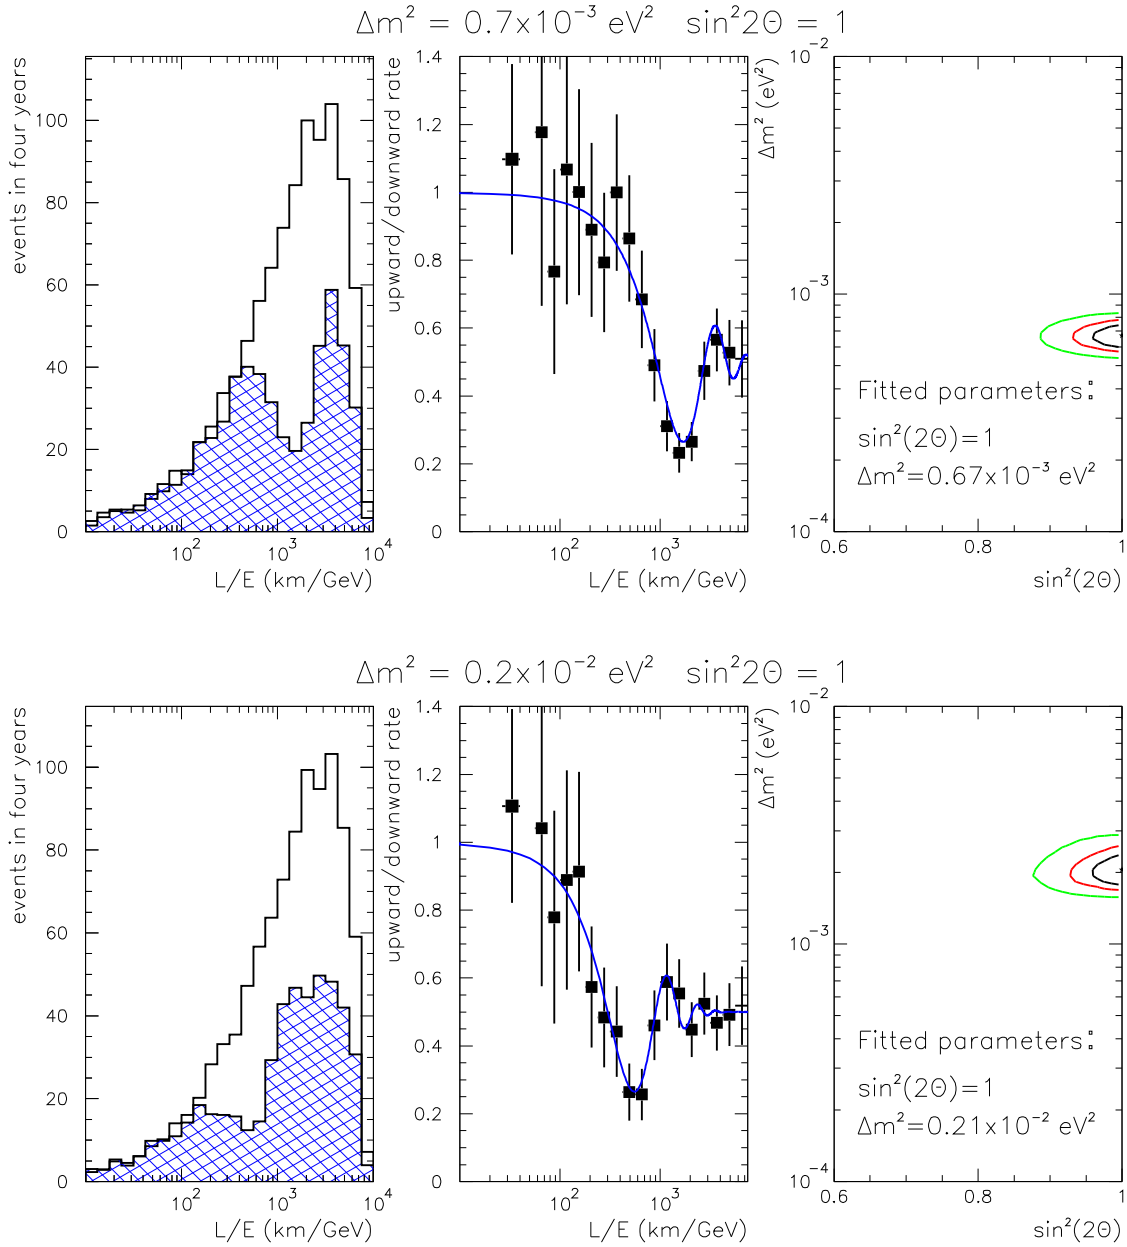 Δm² = 0.7x10⁻³ eV² sin²2Θ = 1
events in four years
120
100
80
60
40
20
0
10²
10³
10⁴
L/E (km/GeV)
upward/downward rate
1.4
1.2
1
0.8
0.6
0.4
0.2
0
10²
10³
L/E (km/GeV)
Δm² (eV²)
10⁻²
10⁻³
10⁻⁴
Fitted parameters:
sin²(2Θ)=1
Δm²=0.67x10⁻³ eV²
0.6
0.8
1
sin²(2Θ)
Δm² = 0.2x10⁻² eV² sin²2Θ = 1
events in four years
100
80
60
40
20
0
10²
10³
10⁴
L/E (km/GeV)
upward/downward rate
1.4
1.2
1
0.8
0.6
0.4
0.2
0
10²
10³
L/E (km/GeV)
Δm² (eV²)
10⁻²
10⁻³
10⁻⁴
Fitted parameters:
sin²(2Θ)=1
Δm²=0.21x10⁻² eV²
0.6
0.8
1
sin²(2Θ)